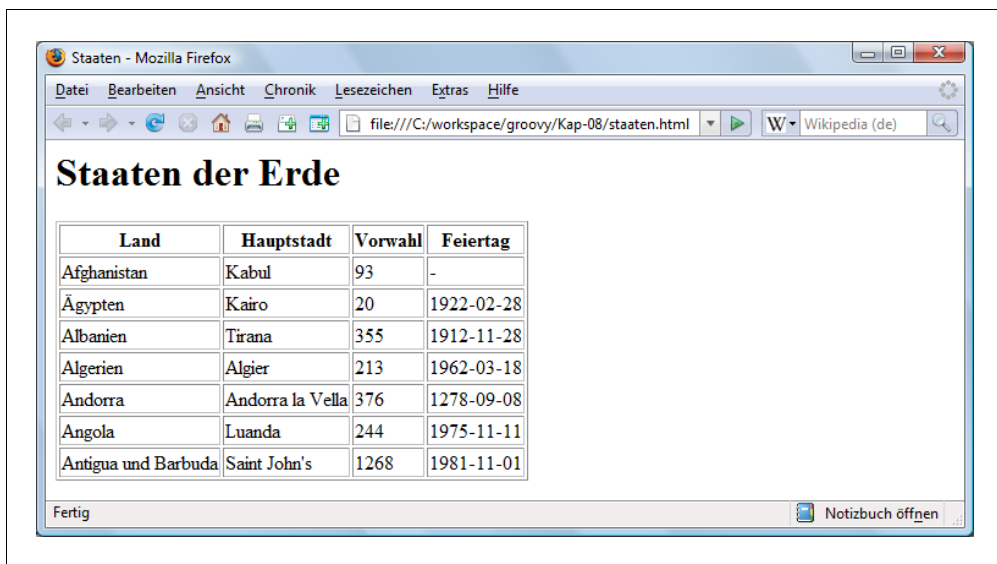 Staaten - Mozilla Firefox
Datei Bearbeiten Ansicht Chronik Lesezeichen Extras Hilfe
file:///C:/workspace/groovy/Kap-08/staaten.html W Wikipedia (de)
Staaten der Erde
Land Hauptstadt Vorwahl Feiertag
Afghanistan Kabul 93 -
Ägypten Kairo 20 1922-02-28
Albanien Tirana 355 1912-11-28
Algerien Algier 213 1962-03-18
Andorra Andorra la Vella 376 1278-09-08
Angola Luanda 244 1975-11-11
Antigua und Barbuda Saint John's 1268 1981-11-01
Fertig Notizbuch öffnen